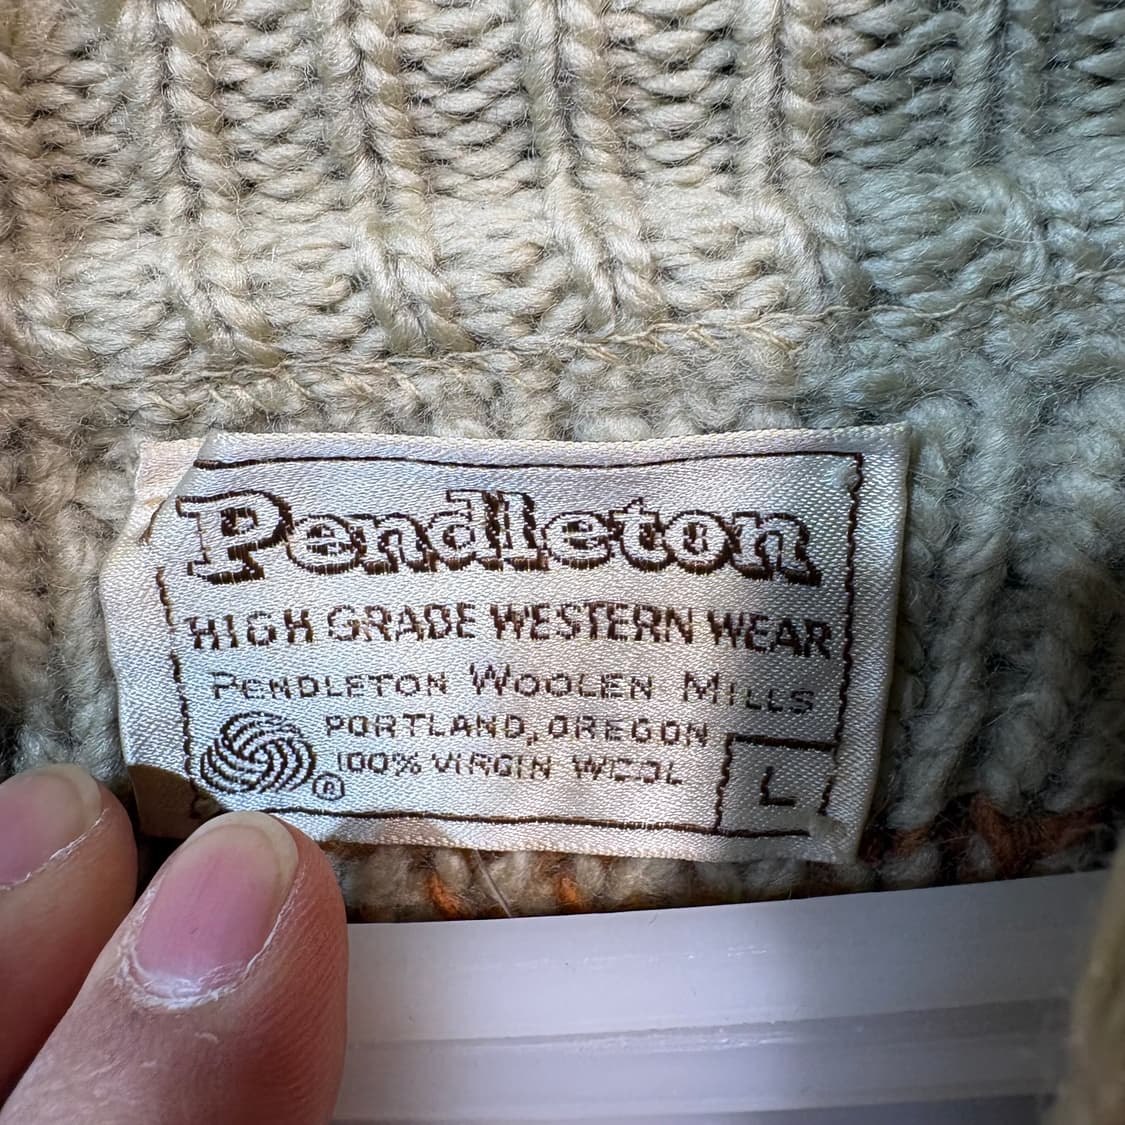 Pendleton
HIGH GRADE WESTERN WEAR
PENDLETON WOOLEN MILLS
PORTLAND, OREGON
100% VIRGIN WOOL
®
L